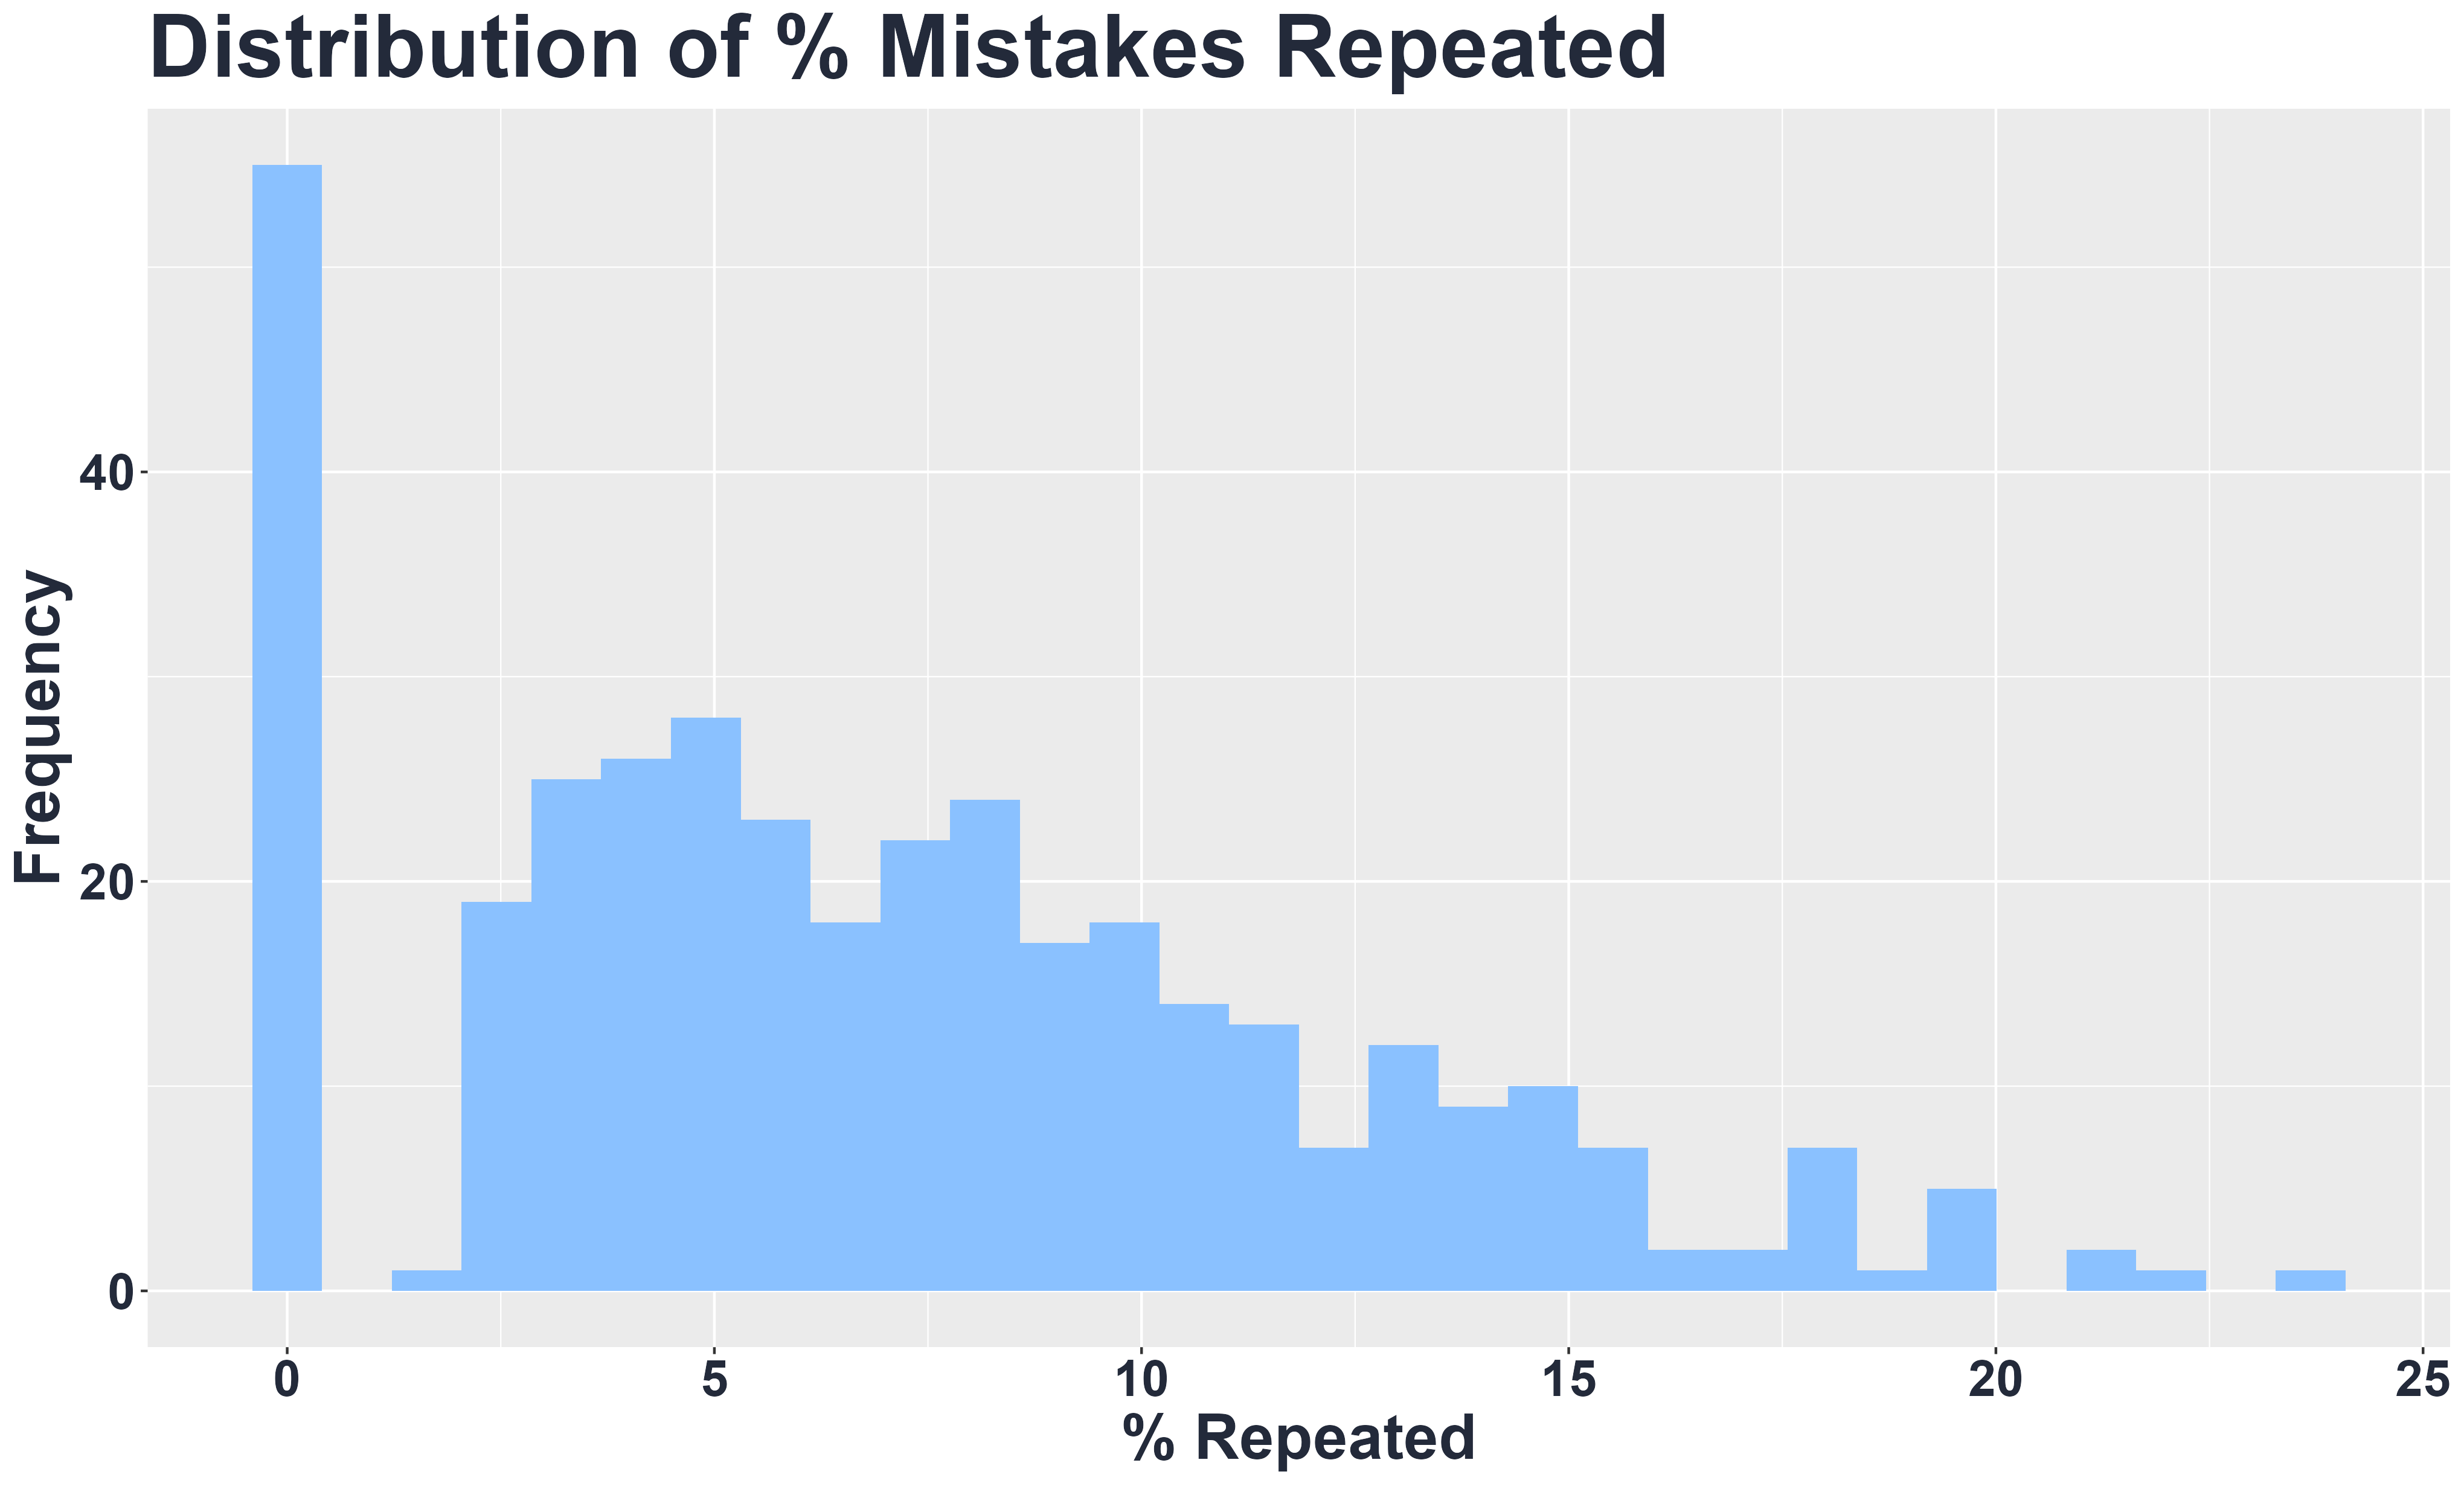 Distribution of % Mistakes Repeated
Frequency
40
20
0
0 5 10 15 20 25
% Repeated